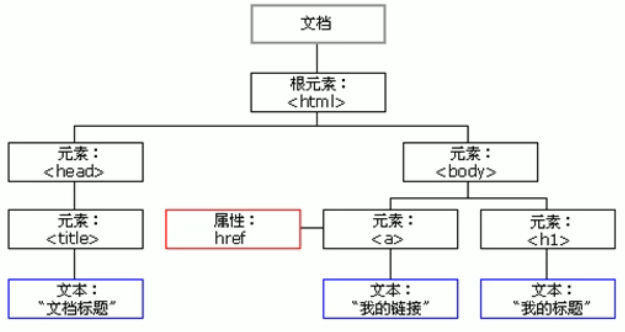 文档
根元素：
<html>
元素：
<head>
元素：
<body>
元素：
<title>
属性：
href
元素：
<a>
元素：
<h1>
文本：
“文档标题”
文本：
“我的链接”
文本：
“我的标题”